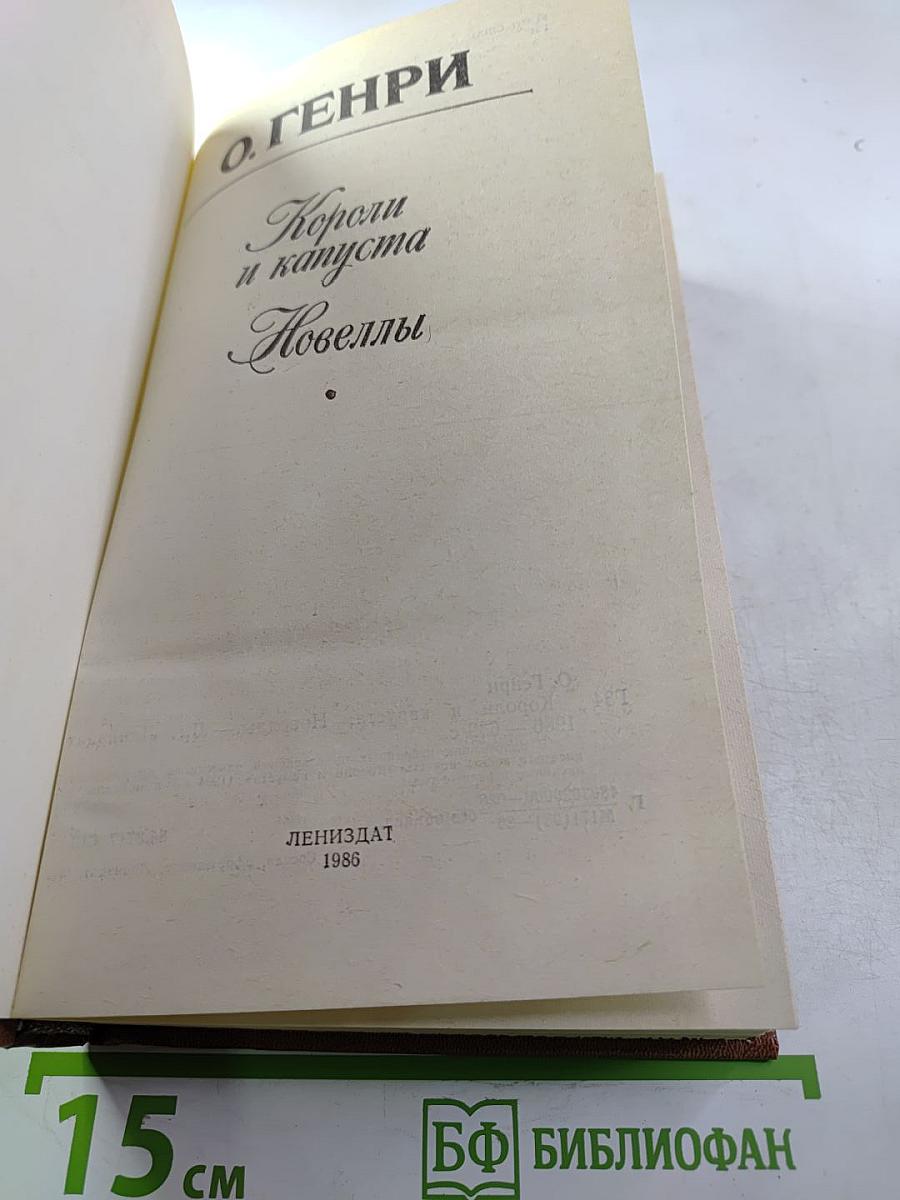 О. ГЕНРИ
Короли
и капуста
Новеллы
ЛЕНИЗДАТ
1986
15 см
БФ БИБЛИОФАН